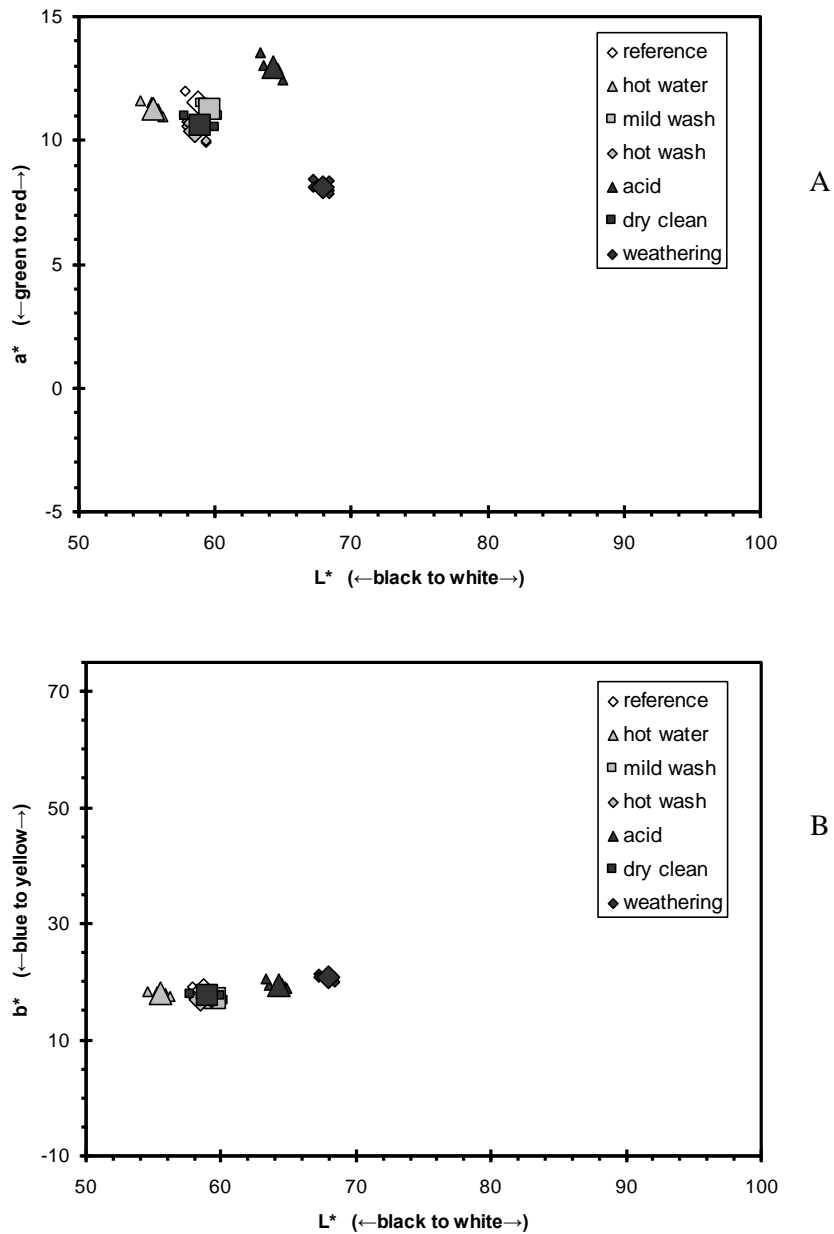 15
10
5
0
-5
a* (←green to red→)
50
60
70
80
90
100
L* (←black to white→)
reference
hot water
mild wash
hot wash
acid
dry clean
weathering
A
70
50
30
10
-10
b* (←blue to yellow→)
50
60
70
80
90
100
L* (←black to white→)
reference
hot water
mild wash
hot wash
acid
dry clean
weathering
B